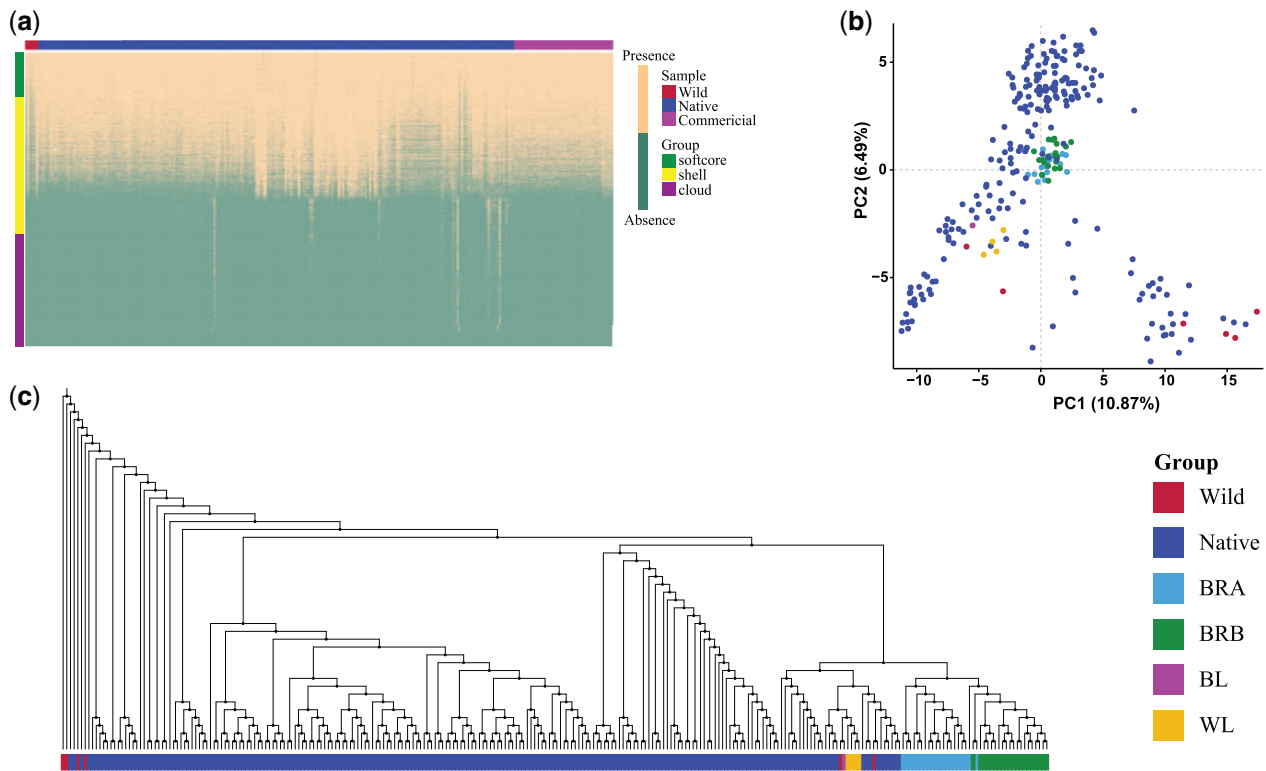 (a)
Presence
Absence
Sample
Wild
Native
Commericial
Group
softcore
shell
cloud
(b)
PC2 (6.49%)
5
0
−5
−10
−5
0
5
10
15
PC1 (10.87%)
(c)
Group
Wild
Native
BRA
BRB
BL
WL